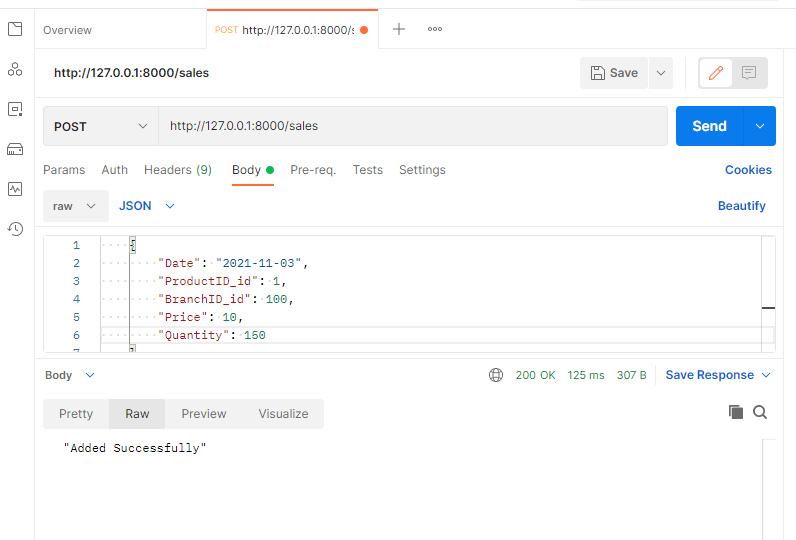 Overview
POST http://127.0.0.1:8000/s
http://127.0.0.1:8000/sales
Save
POST
http://127.0.0.1:8000/sales
Send
Params Auth Headers (9) Body Pre-req. Tests Settings Cookies
raw JSON Beautify
1 {
2 "Date": "2021-11-03",
3 "ProductID_id": 1,
4 "BranchID_id": 100,
5 "Price": 10,
6 "Quantity": 150
7 }
Body 200 OK 125 ms 307 B Save Response
Pretty Raw Preview Visualize
"Added Successfully"